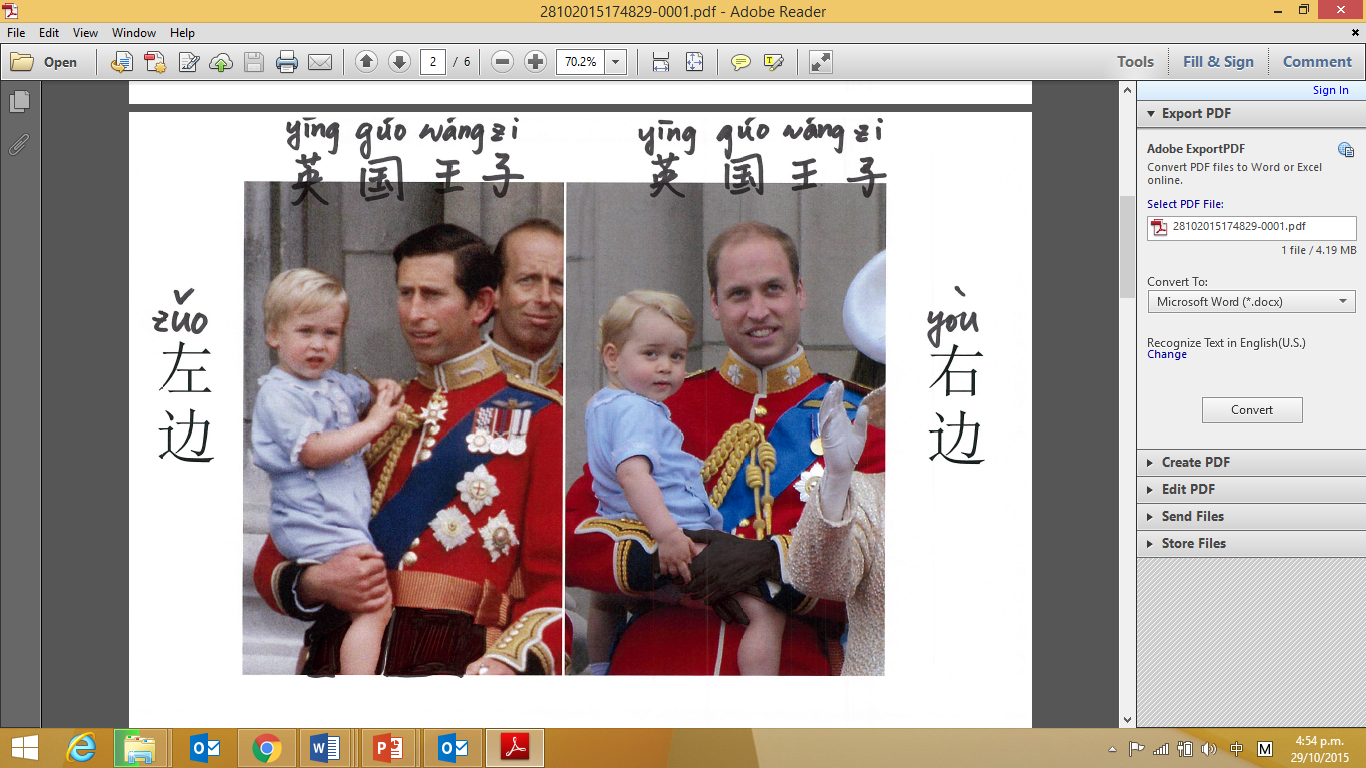 28102015174829-0001.pdf - Adobe Reader
File Edit View Window Help
Open 2 / 6 70.2% Tools Fill & Sign Comment
Sign In
yīng guó wáng zi yīng guó wáng zi
英国王子 英国王子
zuǒ
左边
yòu
右边
Export PDF
Adobe ExportPDF
Convert PDF files to Word or Excel
online.
Select PDF File:
28102015174829-0001.pdf
1 file / 4.19 MB
Convert To:
Microsoft Word (*.docx)
Recognize Text in English(U.S.)
Change
Convert
Create PDF
Edit PDF
Send Files
Store Files
中 M
4:54 p.m.
29/10/2015